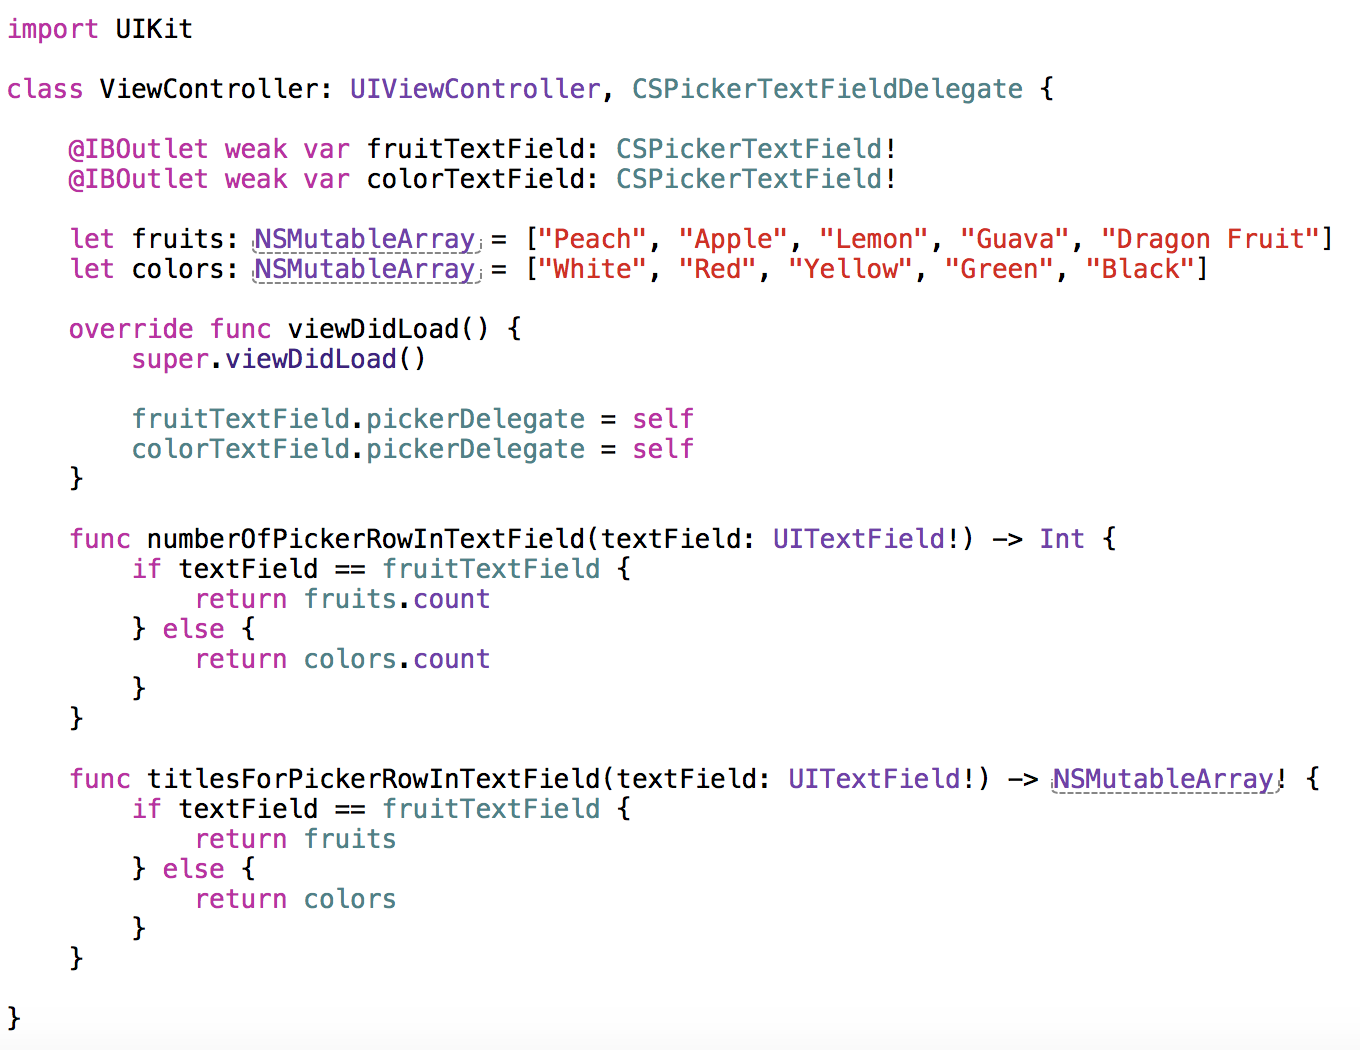 import UIKit
class ViewController: UIViewController, CSPickerTextFieldDelegate {
@IBOutlet weak var fruitTextField: CSPickerTextField!
@IBOutlet weak var colorTextField: CSPickerTextField!
let fruits: NSMutableArray = ["Peach", "Apple", "Lemon", "Guava", "Dragon Fruit"]
let colors: NSMutableArray = ["White", "Red", "Yellow", "Green", "Black"]
override func viewDidLoad() {
super.viewDidLoad()
fruitTextField.pickerDelegate = self
colorTextField.pickerDelegate = self
}
func numberOfPickerRowInTextField(textField: UITextField!) -> Int {
if textField == fruitTextField {
return fruits.count
} else {
return colors.count
}
}
func titlesForPickerRowInTextField(textField: UITextField!) -> NSMutableArray! {
if textField == fruitTextField {
return fruits
} else {
return colors
}
}
}